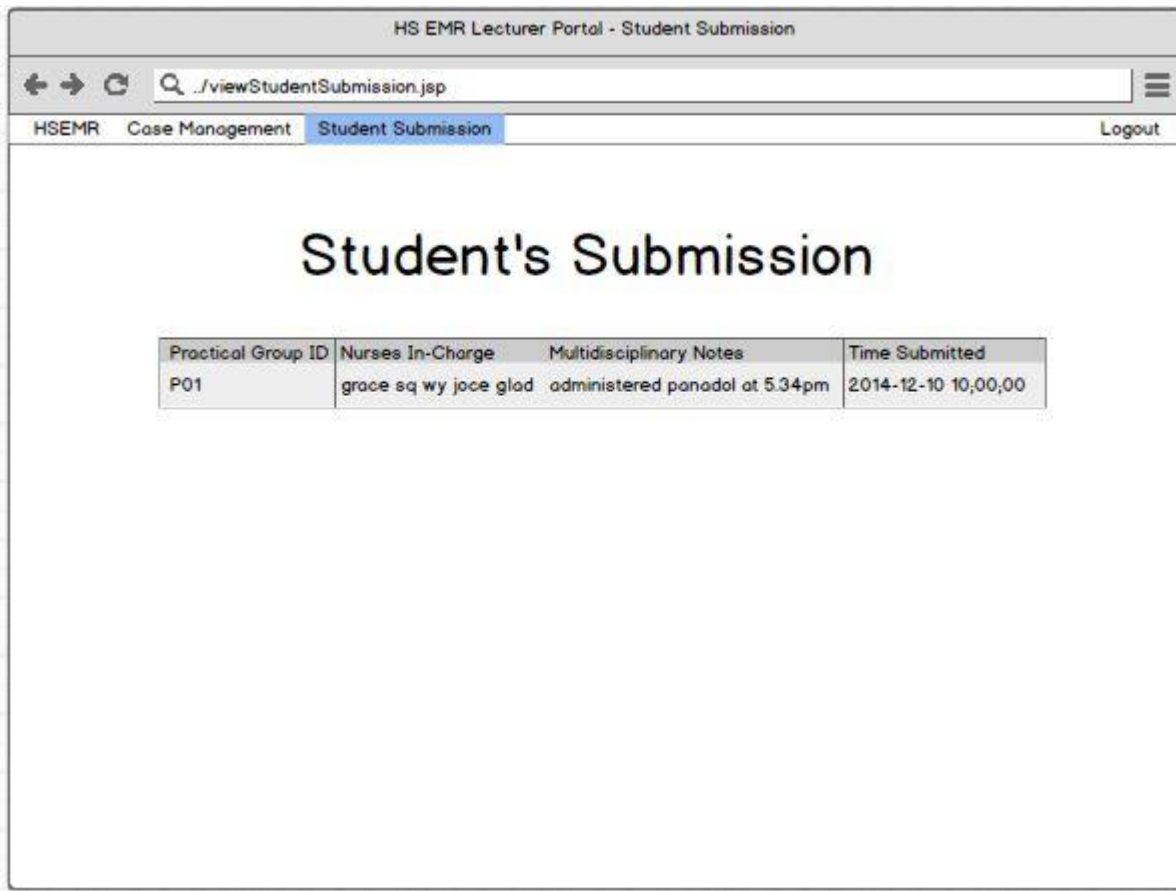 HS EMR Lecturer Portal - Student Submission
../viewStudentSubmission.jsp
HSEMR Case Management Student Submission Logout
Student's Submission
Practical Group ID Nurses In-Charge Multidisciplinary Notes Time Submitted
P01 grace sq wy joce glad administered panadol at 5.34pm 2014-12-10 10;00;00